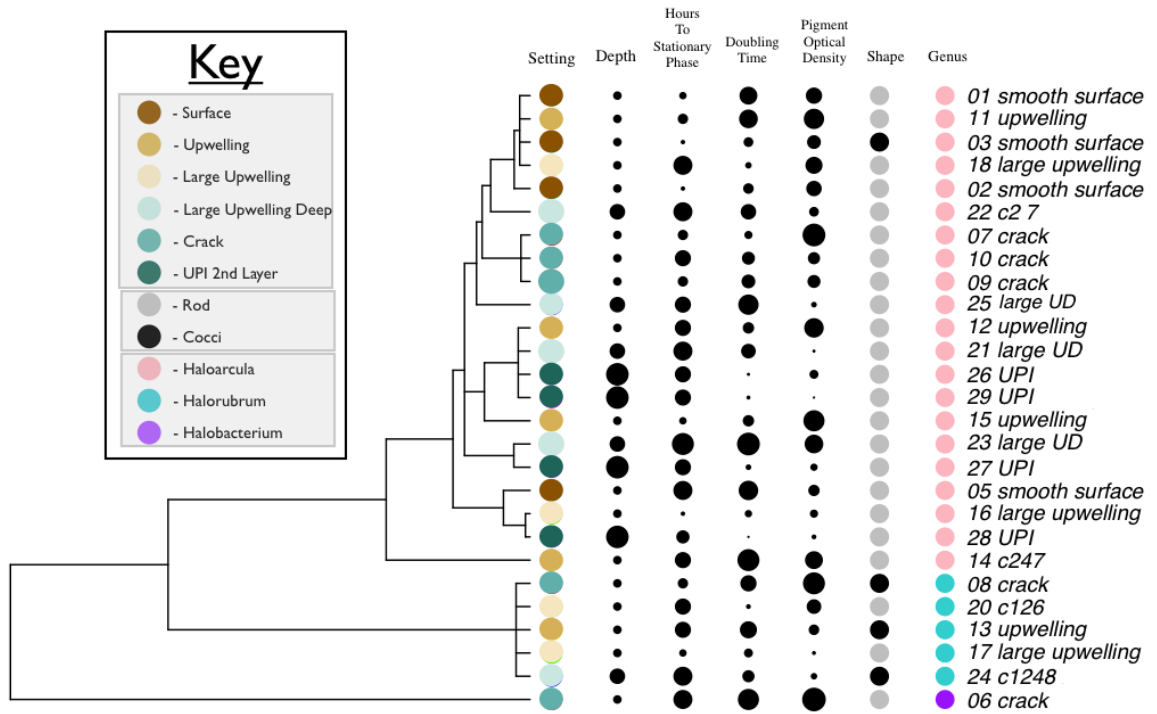 Key
- Surface
- Upwelling
- Large Upwelling
- Large Upwelling Deep
- Crack
- UPI 2nd Layer
- Rod
- Cocci
- Haloarcula
- Halorubrum
- Halobacterium
Setting
Depth
Hours
To
Stationary
Phase
Doubling
Time
Pigment
Optical
Density
Shape
Genus
01 smooth surface
11 upwelling
03 smooth surface
18 large upwelling
02 smooth surface
22 c2 7
07 crack
10 crack
09 crack
25 large UD
12 upwelling
21 large UD
26 UPI
29 UPI
15 upwelling
23 large UD
27 UPI
05 smooth surface
16 large upwelling
28 UPI
14 c247
08 crack
20 c126
13 upwelling
17 large upwelling
24 c1248
06 crack